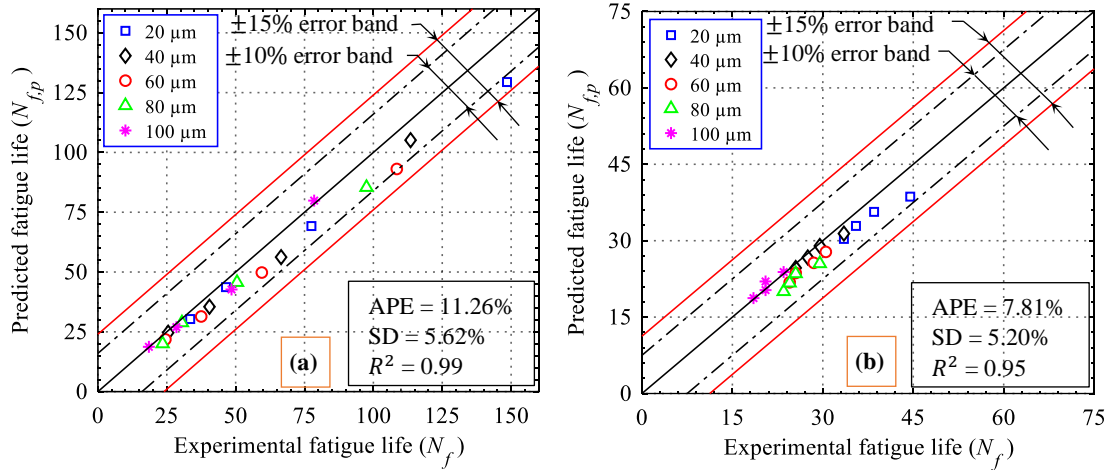 Predicted fatigue life (N_{f,p})
150
125
100
75
50
25
0
20 µm
40 µm
60 µm
80 µm
100 µm
±15% error band
±10% error band
APE = 11.26%
SD = 5.62%
R² = 0.99
(a)
0 25 50 75 100 125 150
Experimental fatigue life (N_f)
Predicted fatigue life (N_{f,p})
75
60
45
30
15
0
20 µm
40 µm
60 µm
80 µm
100 µm
±15% error band
±10% error band
APE = 7.81%
SD = 5.20%
R² = 0.95
(b)
0 15 30 45 60 75
Experimental fatigue life (N_f)